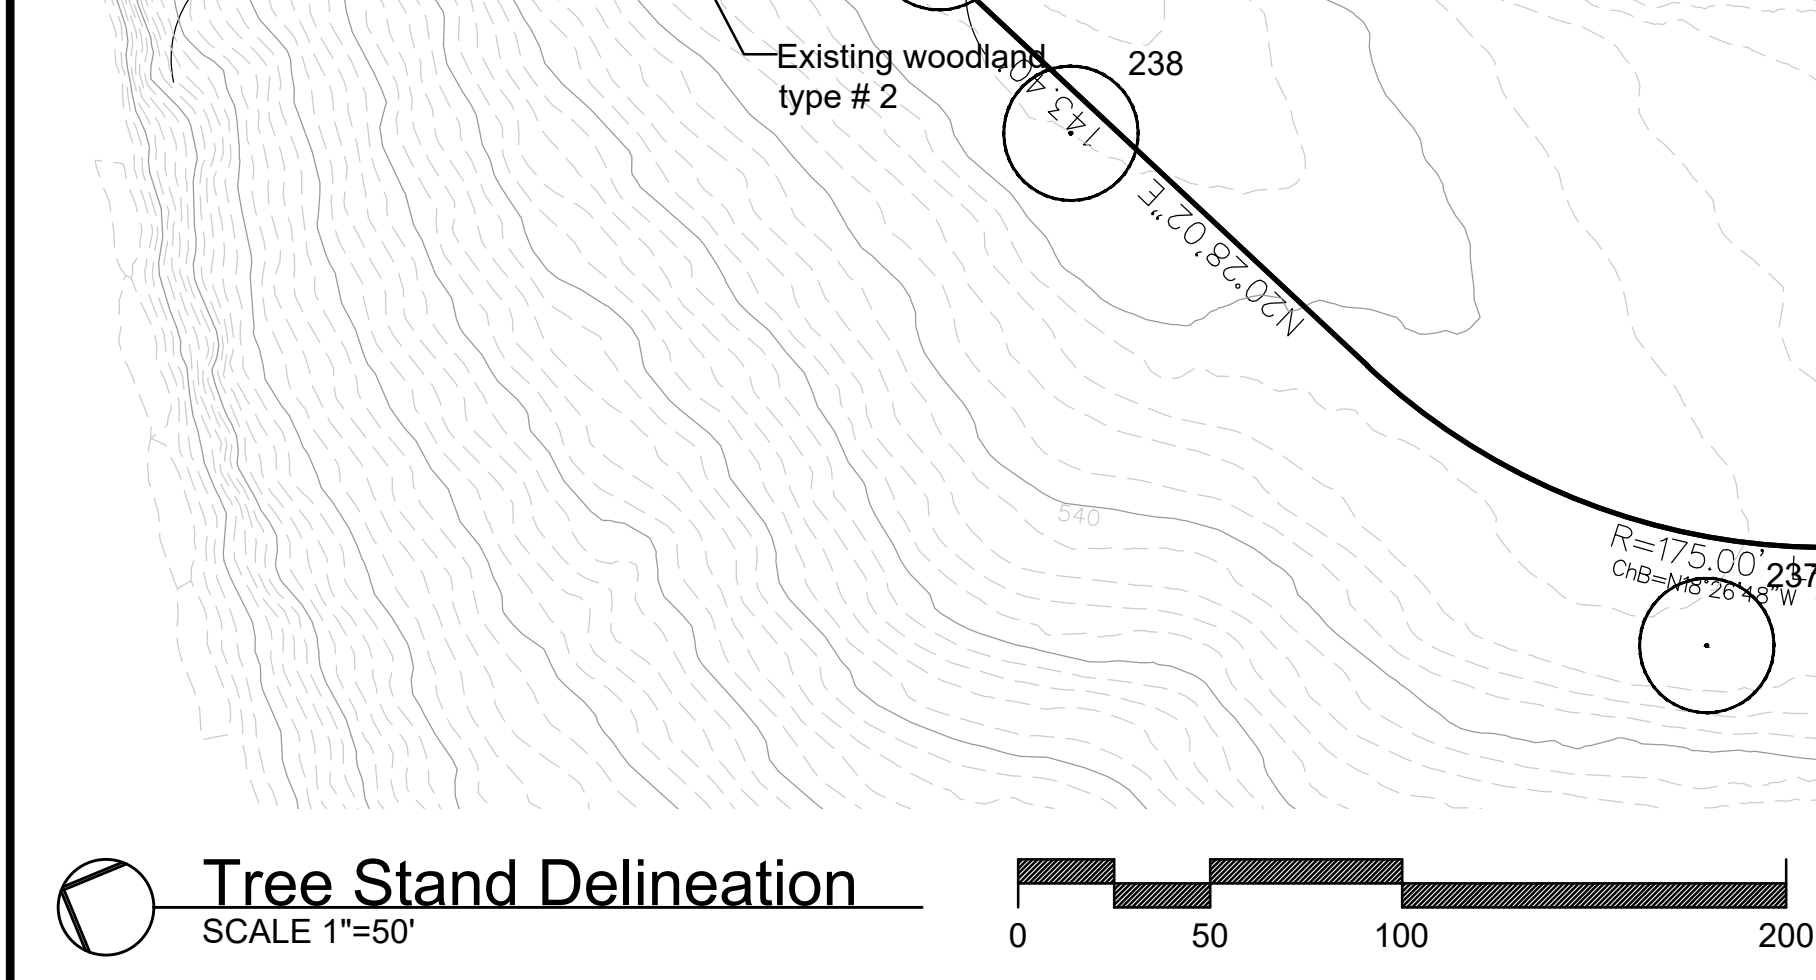 Existing woodland
type # 2
238
143.40'
N20°28'02"E
540
R=175.00'
237
ChB=N18°26'48"W
Tree Stand Delineation
SCALE 1"=50'
0 50 100 200